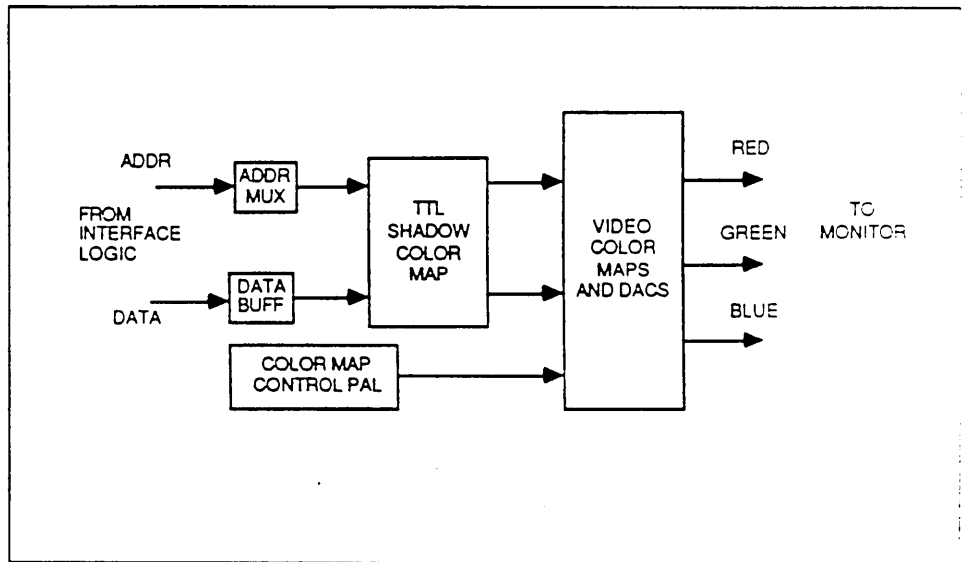 ADDR
FROM
INTERFACE
LOGIC
DATA
ADDR
MUX
DATA
BUFF
COLOR MAP
CONTROL PAL
TTL
SHADOW
COLOR
MAP
VIDEO
COLOR
MAPS
AND DACS
RED
GREEN
BLUE
TO
MONITOR